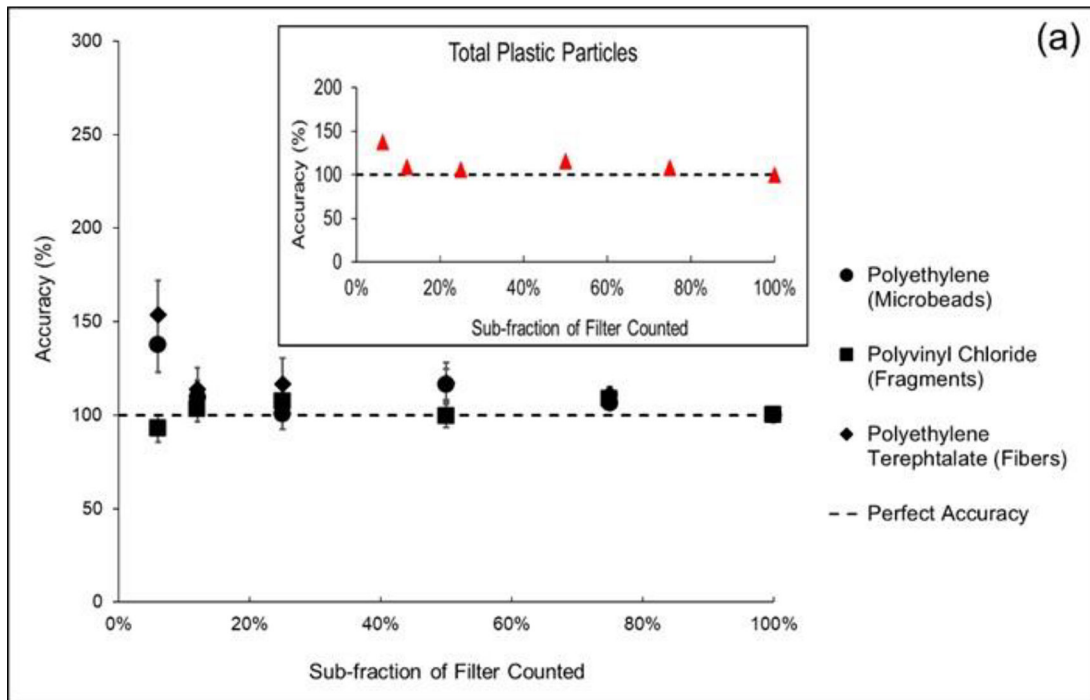 (a)
300
250
200
150
100
50
0
Accuracy (%)
0%
20%
40%
60%
80%
100%
Sub-fraction of Filter Counted
Total Plastic Particles
200
150
100
50
0
Accuracy (%)
0%
20%
40%
60%
80%
100%
Sub-fraction of Filter Counted
Polyethylene
(Microbeads)
Polyvinyl Chloride
(Fragments)
Polyethylene
Terephtalate (Fibers)
Perfect Accuracy